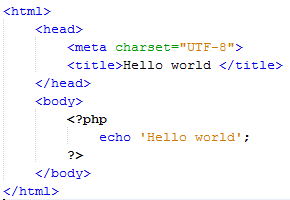 <html>
    <head>
        <meta charset="UTF-8">
        <title>Hello world </title>
    </head>
    <body>
        <?php
            echo 'Hello world';
        ?>
    </body>
</html>